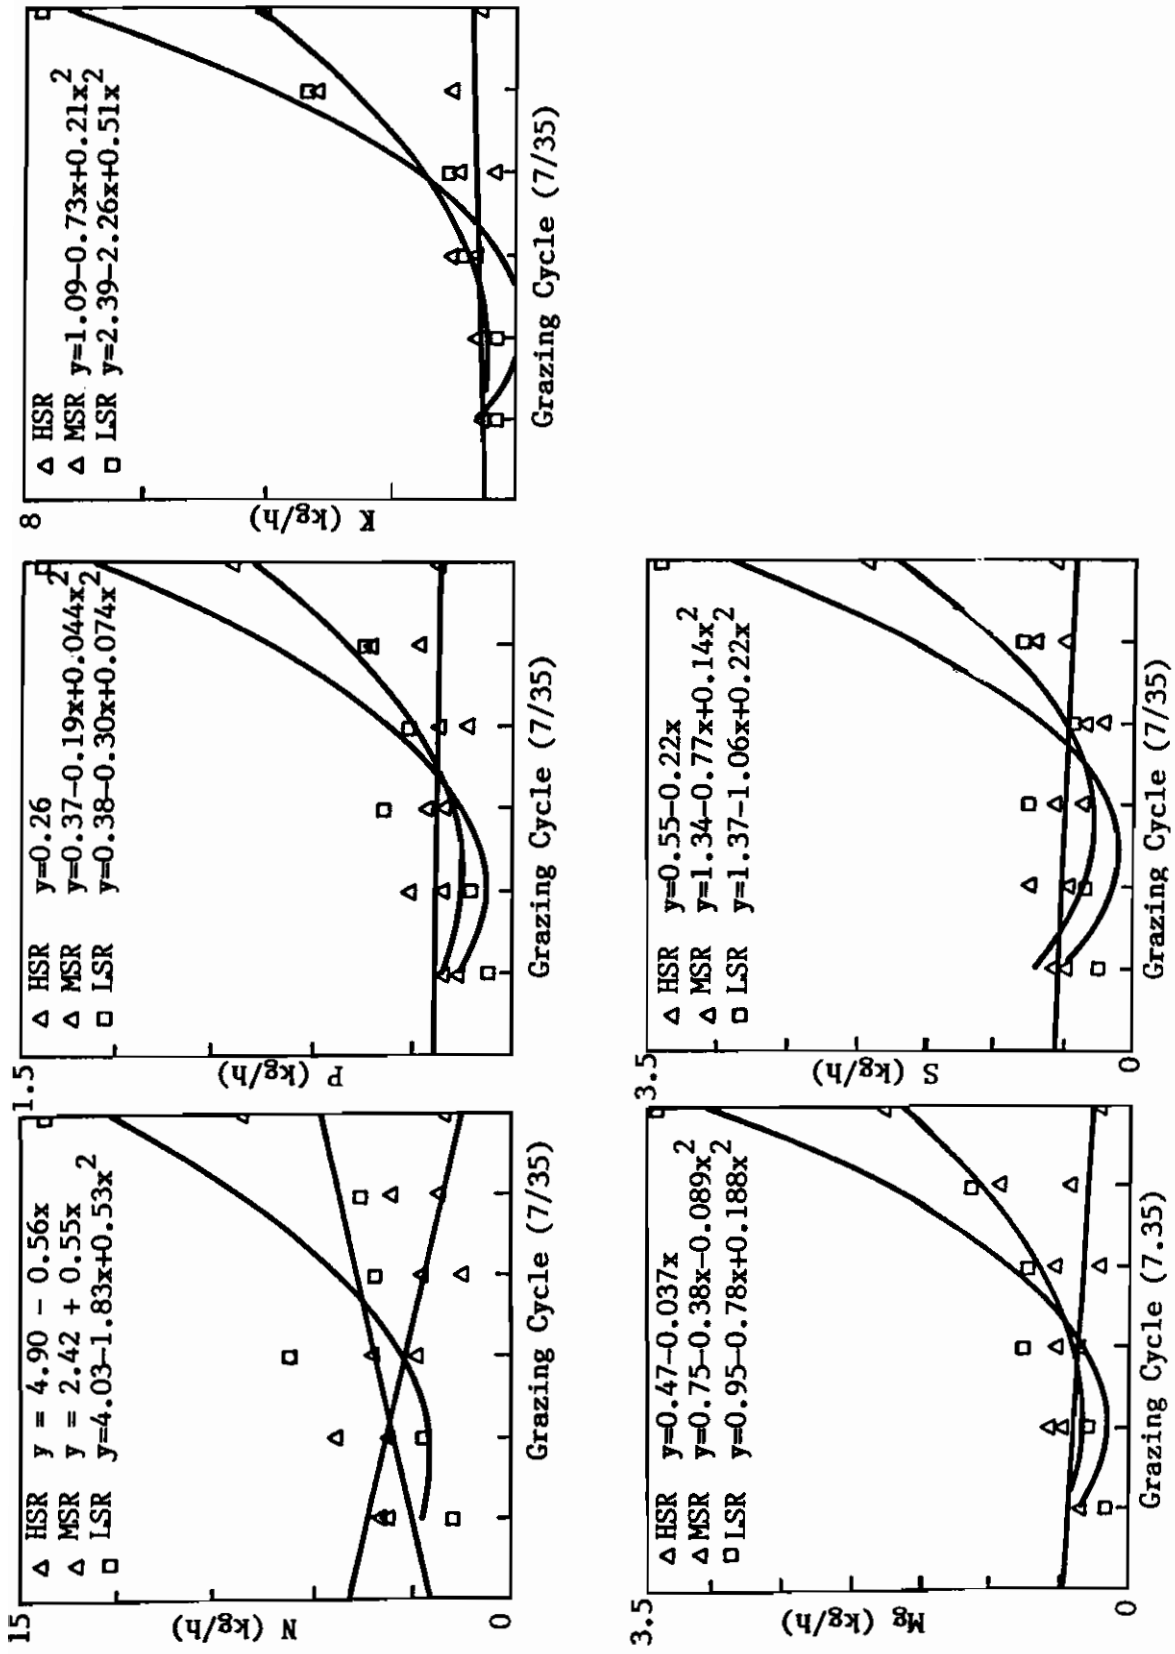 15
△ HSR y = 4.90 - 0.56x
△ MSR y = 2.42 + 0.55x
□ LSR y=4.03-1.83x+0.53x²
N (kg/h)
0
Grazing Cycle (7/35)
1.5
△ HSR y=0.26
△ MSR y=0.37-0.19x+0.044x²
□ LSR y=0.38-0.30x+0.074x²
P (kg/h)
Grazing Cycle (7/35)
8
△ HSR
△ MSR y=1.09-0.73x+0.21x²
□ LSR y=2.39-2.26x+0.51x²
K (kg/h)
Grazing Cycle (7/35)
3.5
△ HSR y=0.47-0.037x
△ MSR y=0.75-0.38x-0.089x²
□ LSR y=0.95-0.78x+0.188x²
Mg (kg/h)
0
Grazing Cycle (7.35)
3.5
△ HSR y=0.55-0.22x
△ MSR y=1.34-0.77x+0.14x²
□ LSR y=1.37-1.06x+0.22x²
S (kg/h)
0
Grazing Cycle (7/35)